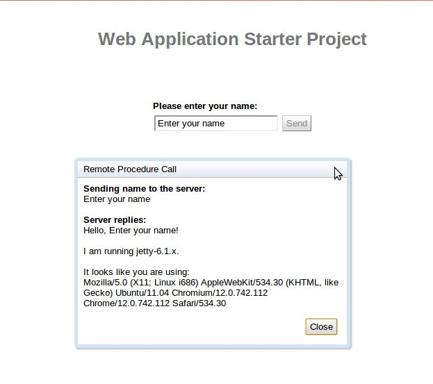 Web Application Starter Project
Please enter your name:
Enter your name Send
Remote Procedure Call
Sending name to the server:
Enter your name
Server replies:
Hello, Enter your name!
I am running jetty-6.1.x.
It looks like you are using:
Mozilla/5.0 (X11; Linux i686) AppleWebKit/534.30 (KHTML, like
Gecko) Ubuntu/11.04 Chromium/12.0.742.112
Chrome/12.0.742.112 Safari/534.30
Close